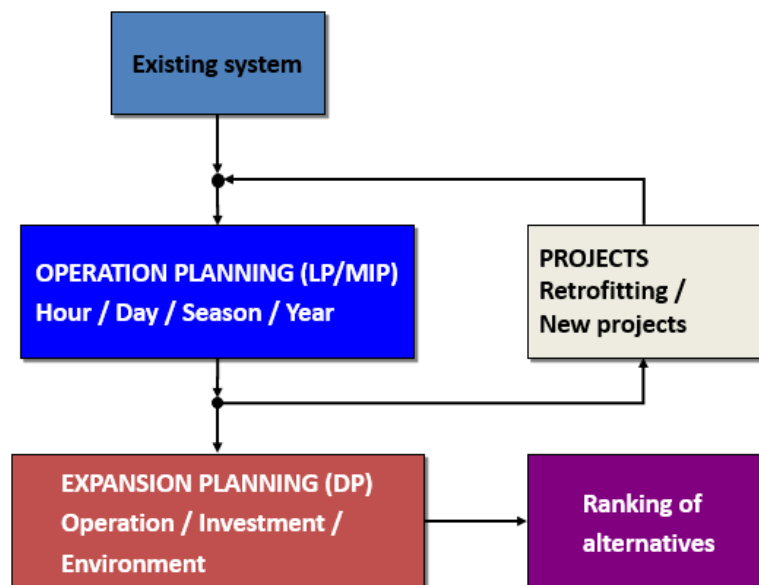 Existing system
OPERATION PLANNING (LP/MIP)
Hour / Day / Season / Year
PROJECTS
Retrofitting /
New projects
EXPANSION PLANNING (DP)
Operation / Investment /
Environment
Ranking of
alternatives